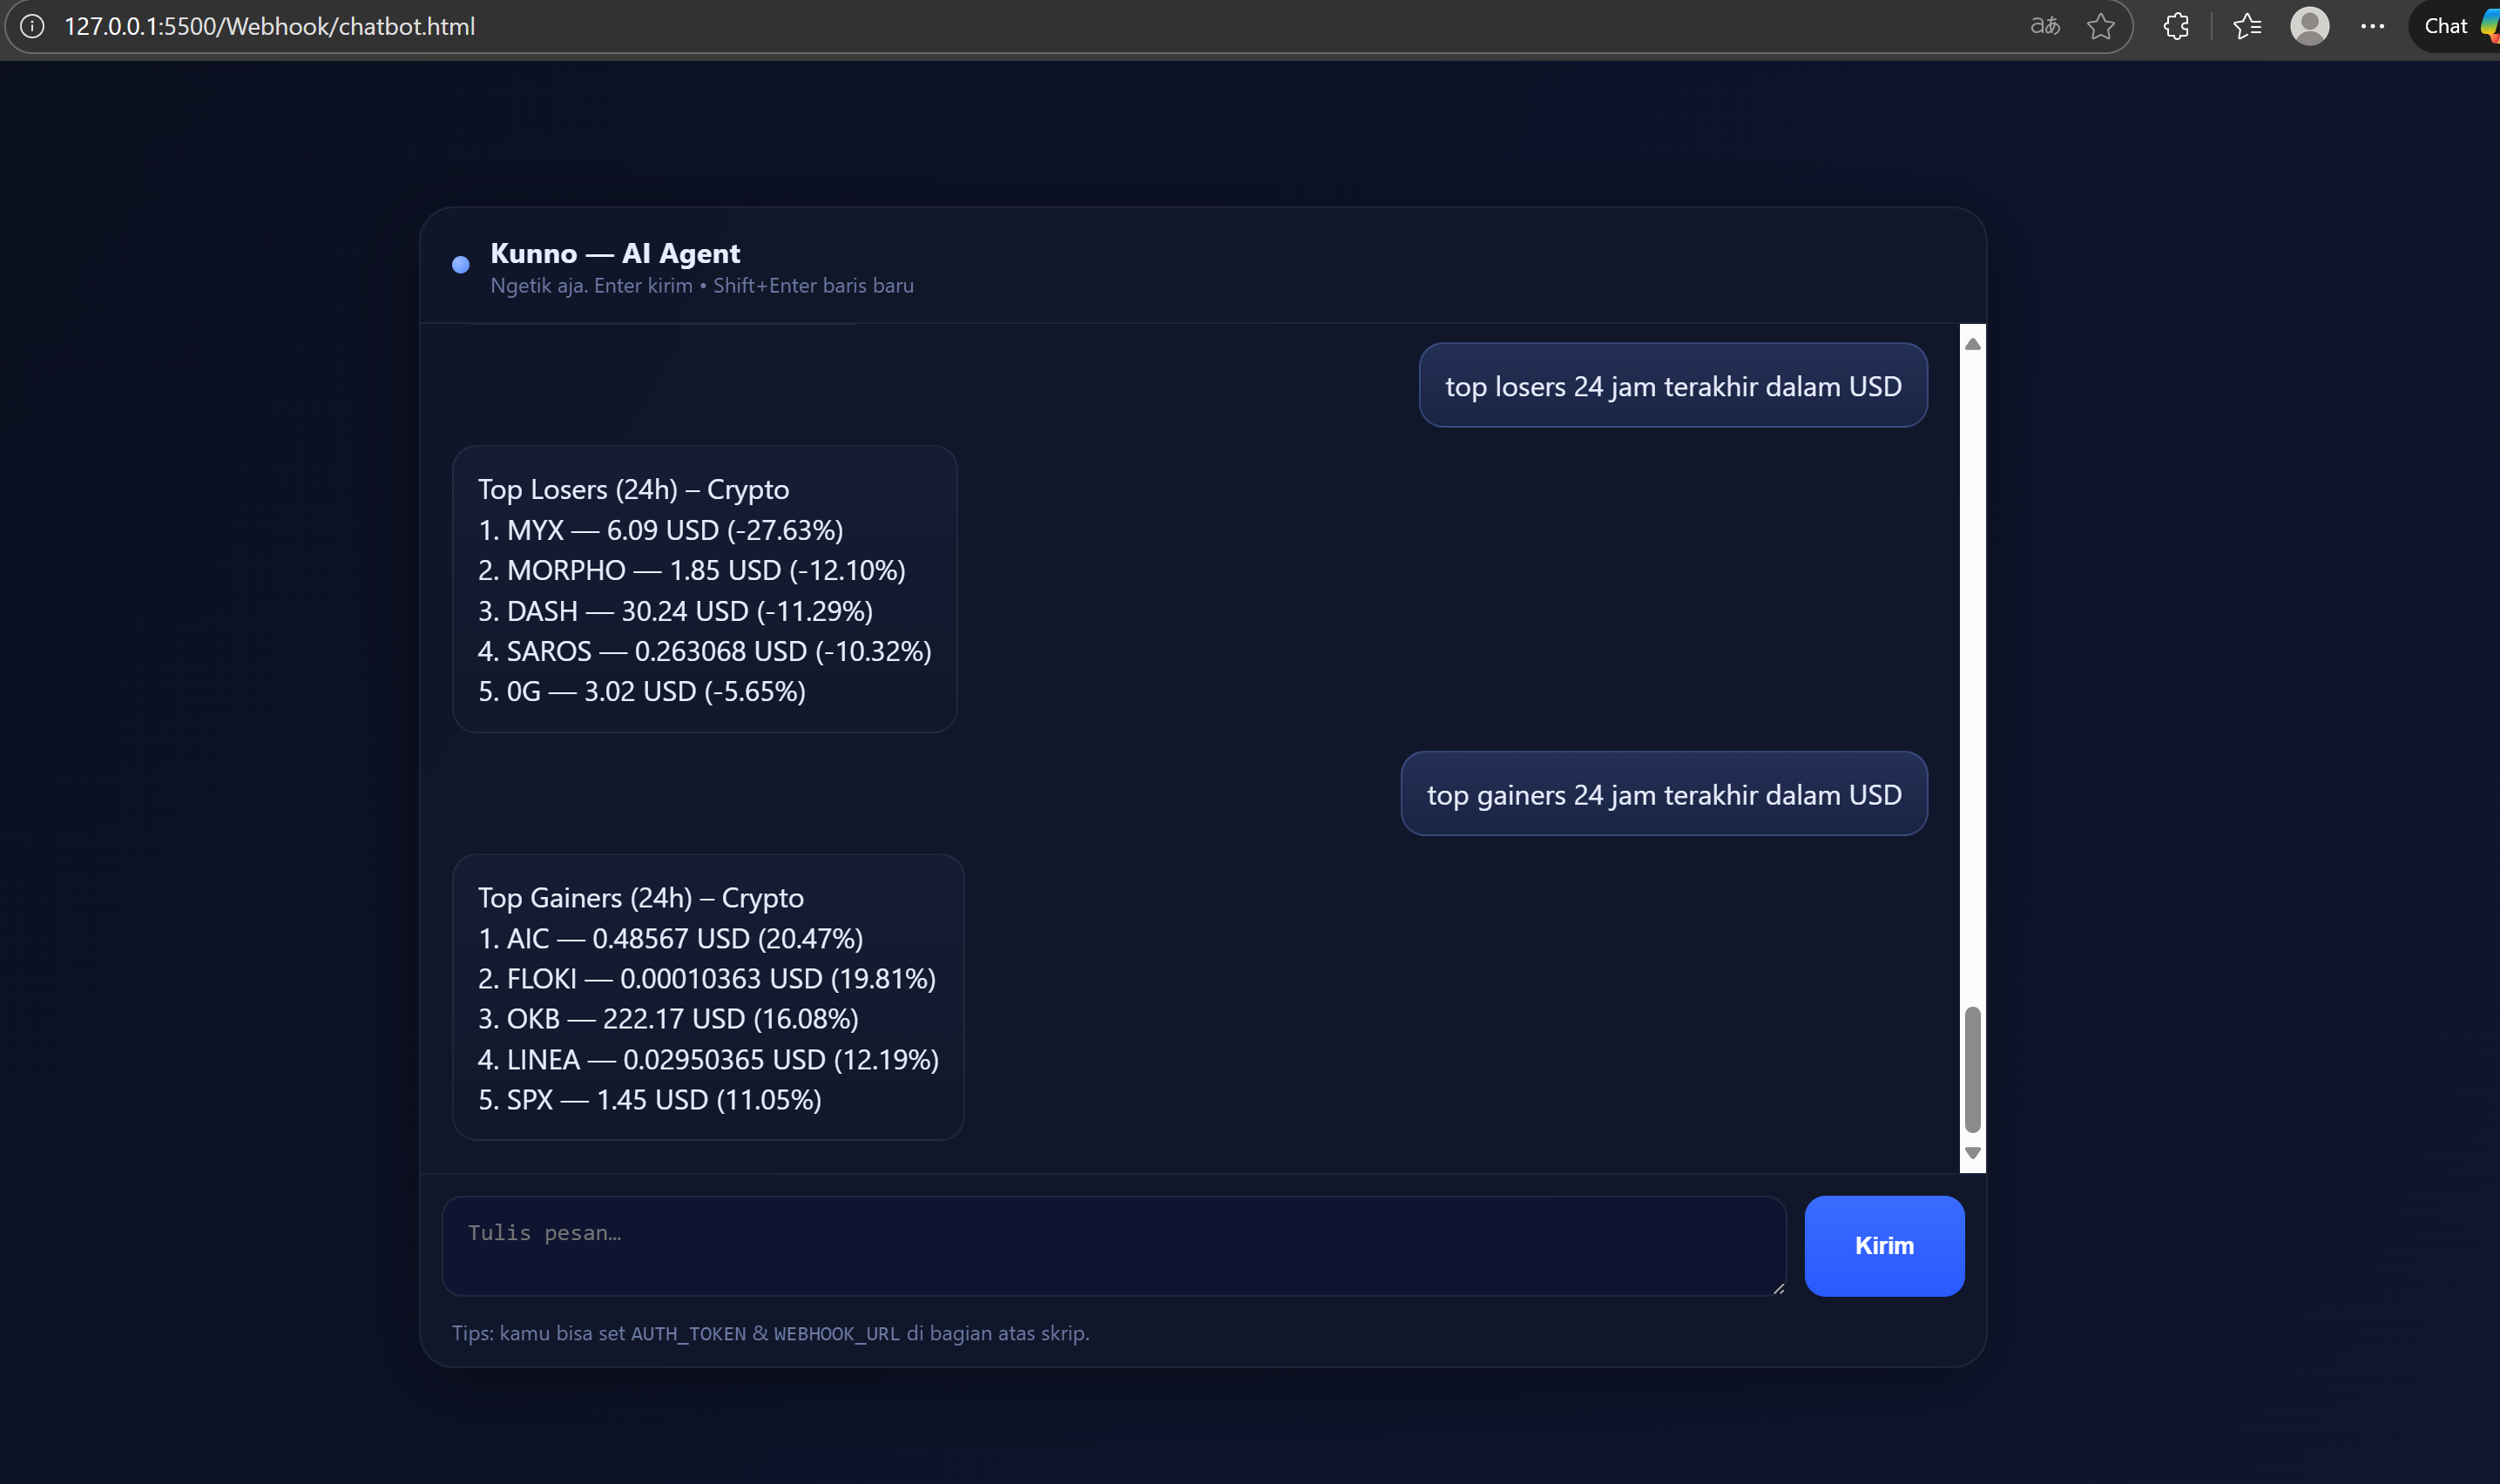 127.0.0.1:5500/Webhook/chatbot.html
aあ
Chat
Kunno — AI Agent
Ngetik aja. Enter kirim • Shift+Enter baris baru
top losers 24 jam terakhir dalam USD
Top Losers (24h) – Crypto
1. MYX — 6.09 USD (-27.63%)
2. MORPHO — 1.85 USD (-12.10%)
3. DASH — 30.24 USD (-11.29%)
4. SAROS — 0.263068 USD (-10.32%)
5. 0G — 3.02 USD (-5.65%)
top gainers 24 jam terakhir dalam USD
Top Gainers (24h) – Crypto
1. AIC — 0.48567 USD (20.47%)
2. FLOKI — 0.00010363 USD (19.81%)
3. OKB — 222.17 USD (16.08%)
4. LINEA — 0.02950365 USD (12.19%)
5. SPX — 1.45 USD (11.05%)
Tulis pesan…
Kirim
Tips: kamu bisa set AUTH_TOKEN & WEBHOOK_URL di bagian atas skrip.